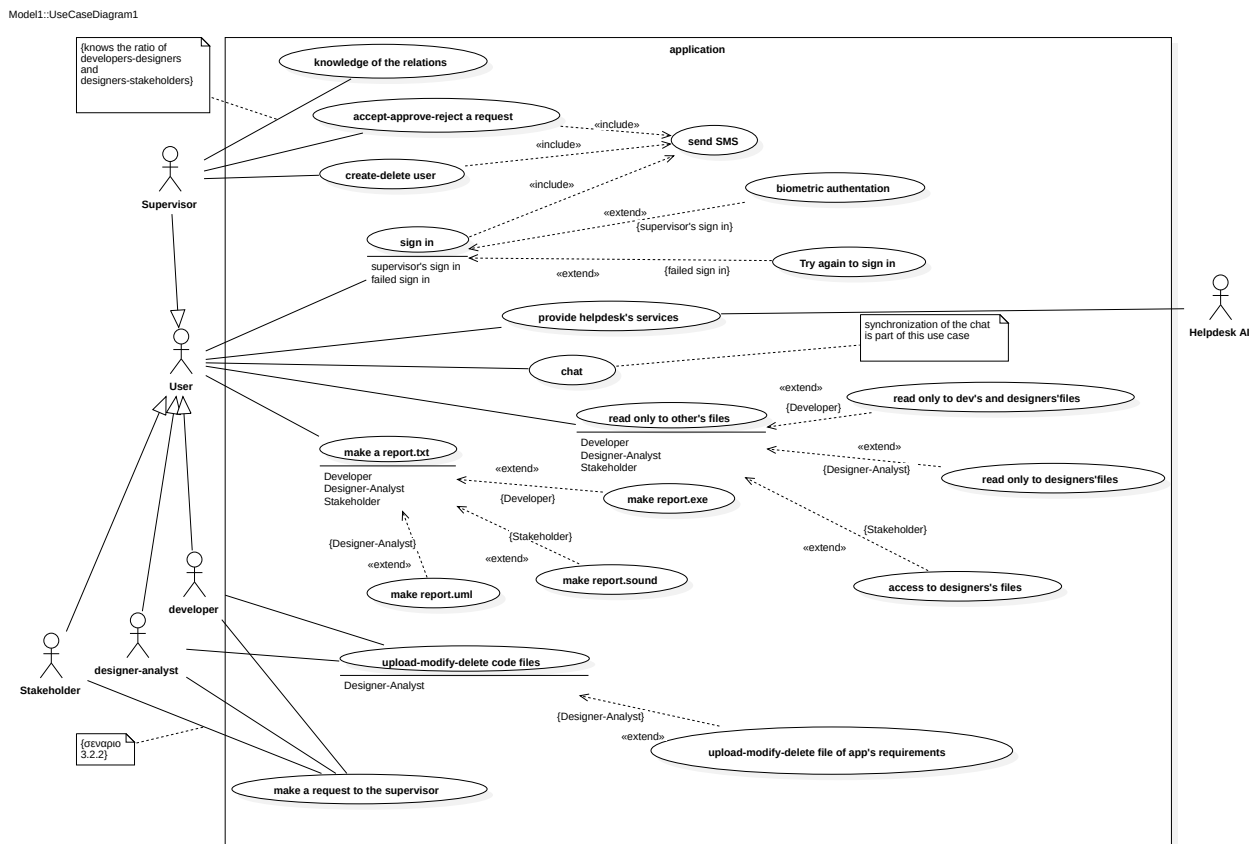 Model1::UseCaseDiagram1
{knows the ratio of
developers-designers
and
designers-stakeholders}
application
knowledge of the relations
accept-approve-reject a request
«include»
send SMS
«include»
create-delete user
«include»
biometric authentation
Supervisor
«extend»
{supervisor's sign in}
sign in
supervisor's sign in
failed sign in
«extend»
{failed sign in}
Try again to sign in
provide helpdesk's services
Helpdesk AI
synchronization of the chat
is part of this use case
chat
User
«extend»
{Developer}
read only to dev's and designers'files
read only to other's files
Developer
Designer-Analyst
Stakeholder
«extend»
{Designer-Analyst}
read only to designers'files
make a report.txt
Developer
Designer-Analyst
Stakeholder
«extend»
{Developer}
make report.exe
{Stakeholder}
«extend»
{Designer-Analyst}
«extend»
{Stakeholder}
«extend»
make report.sound
make report.uml
access to designers's files
developer
designer-analyst
Stakeholder
upload-modify-delete code files
Designer-Analyst
{Designer-Analyst}
«extend»
upload-modify-delete file of app's requirements
{σεναριο
3.2.2}
make a request to the supervisor